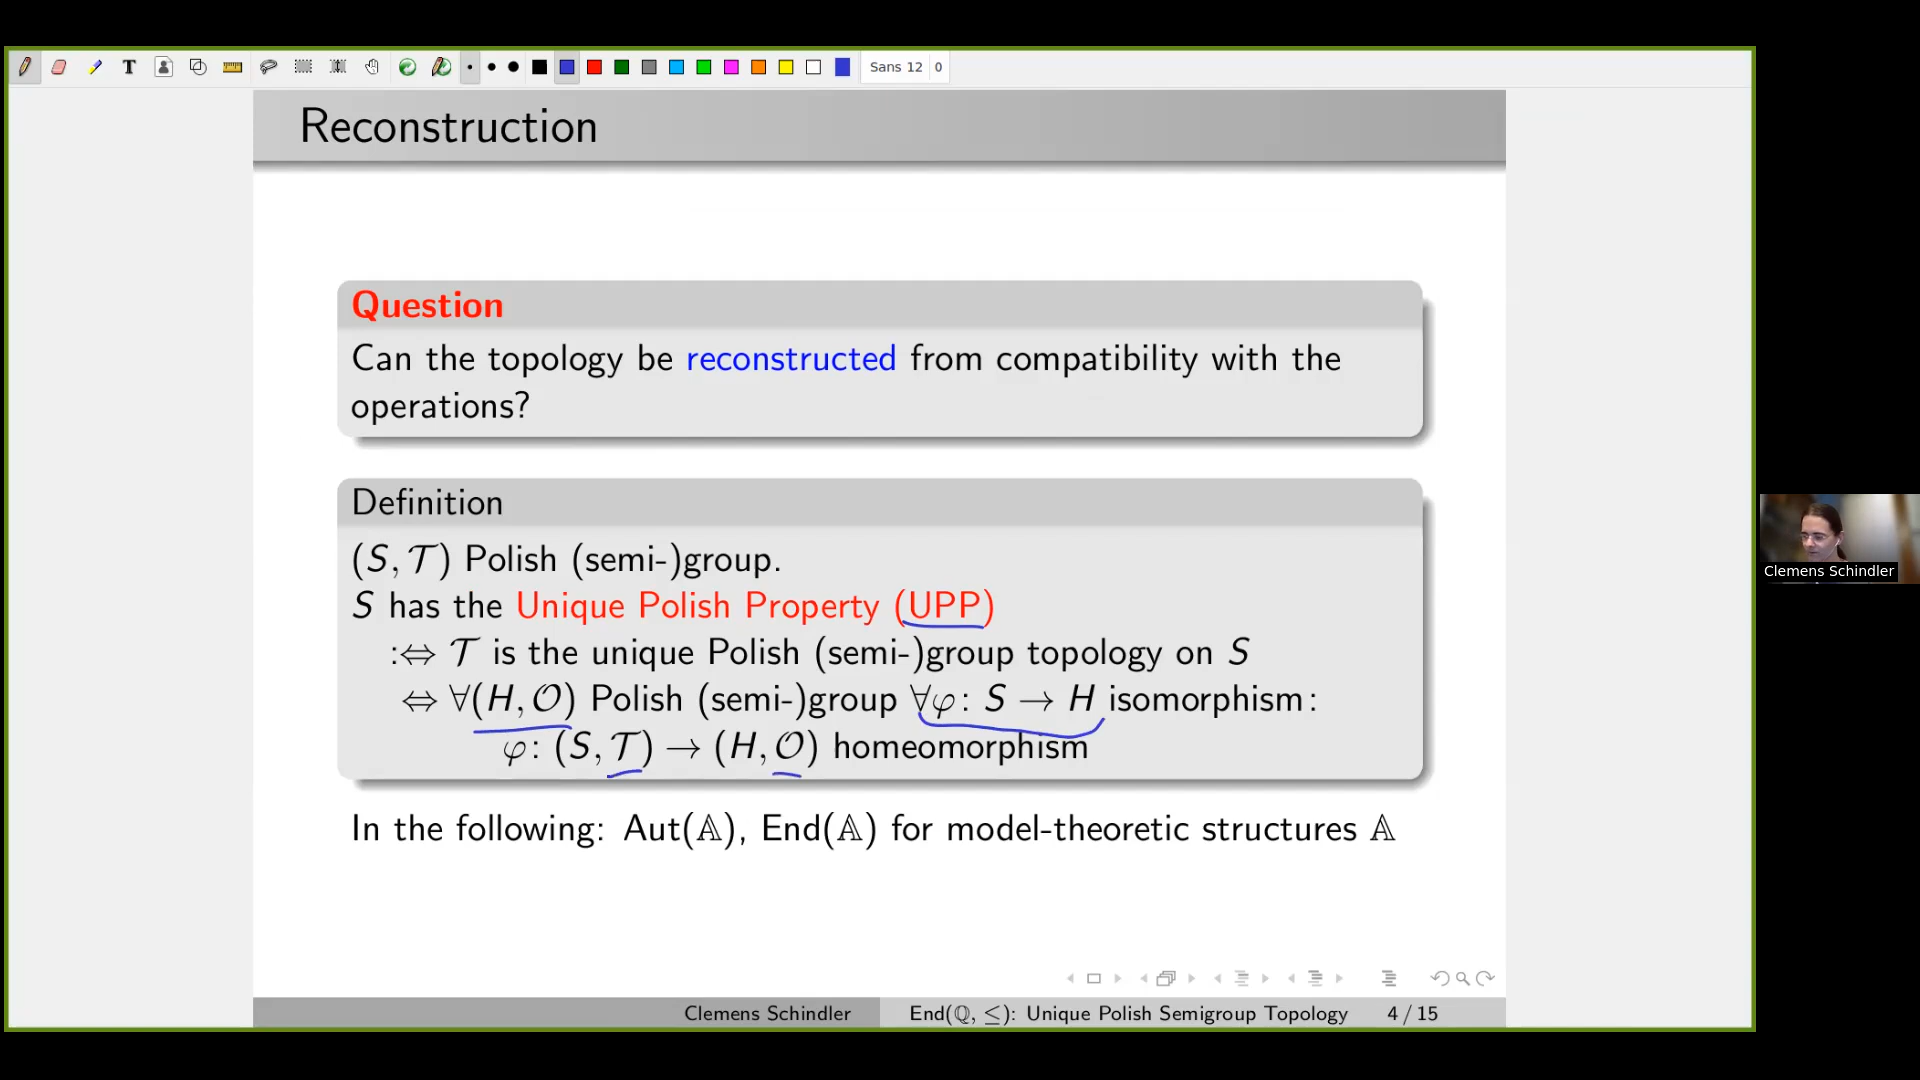 T Sans 12 0
Reconstruction
Question
Can the topology be reconstructed from compatibility with the
operations?
Definition
(S, 𝒯) Polish (semi-)group.
S has the Unique Polish Property (UPP)
:⇔ 𝒯 is the unique Polish (semi-)group topology on S
⇔ ∀(H, 𝒪) Polish (semi-)group ∀φ: S → H isomorphism:
φ: (S, 𝒯) → (H, 𝒪) homeomorphism
In the following: Aut(𝔸), End(𝔸) for model-theoretic structures 𝔸
Clemens Schindler
Clemens Schindler End(ℚ, ≤): Unique Polish Semigroup Topology 4 / 15